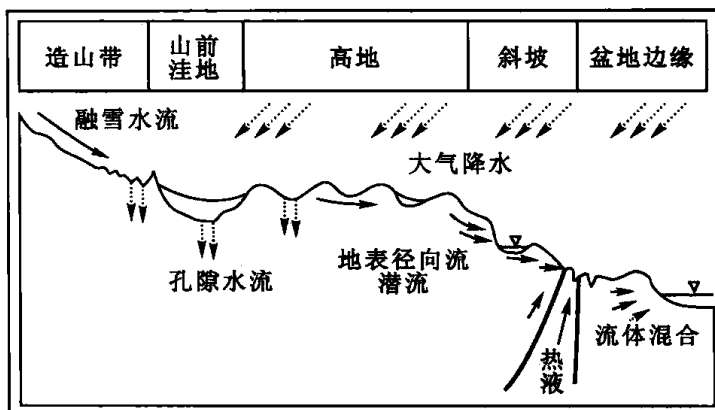 造山带
山前
洼地
高地
斜坡
盆地边缘
融雪水流
大气降水
孔隙水流
地表径向流
潜流
热
液
流体混合